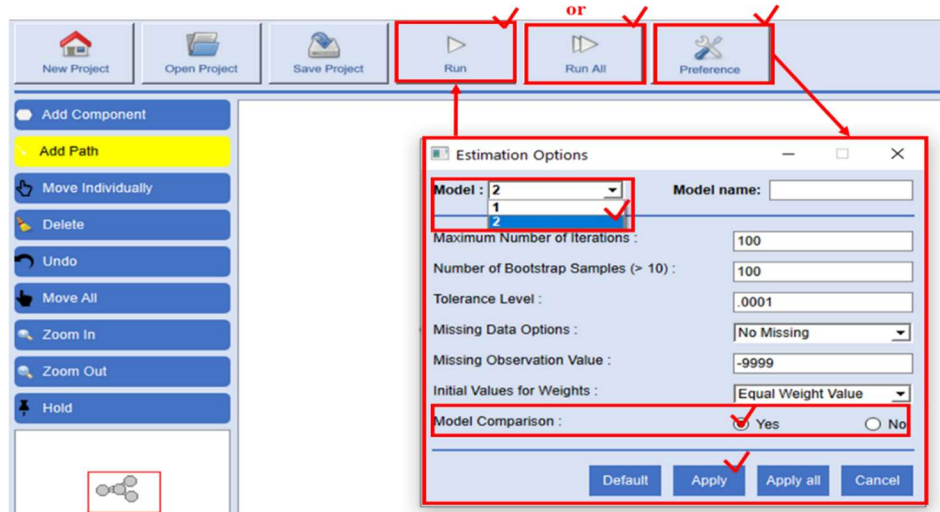 or
New Project
Open Project
Save Project
Run
Run All
Preference
Add Component
Add Path
Move Individually
Delete
Undo
Move All
Zoom In
Zoom Out
Hold
Estimation Options
Model : 2
Model name:
1
2
Maximum Number of Iterations :
100
Number of Bootstrap Samples (> 10) :
100
Tolerance Level :
.0001
Missing Data Options :
No Missing
Missing Observation Value :
-9999
Initial Values for Weights :
Equal Weight Value
Model Comparison :
Yes
No
Default
Apply
Apply all
Cancel